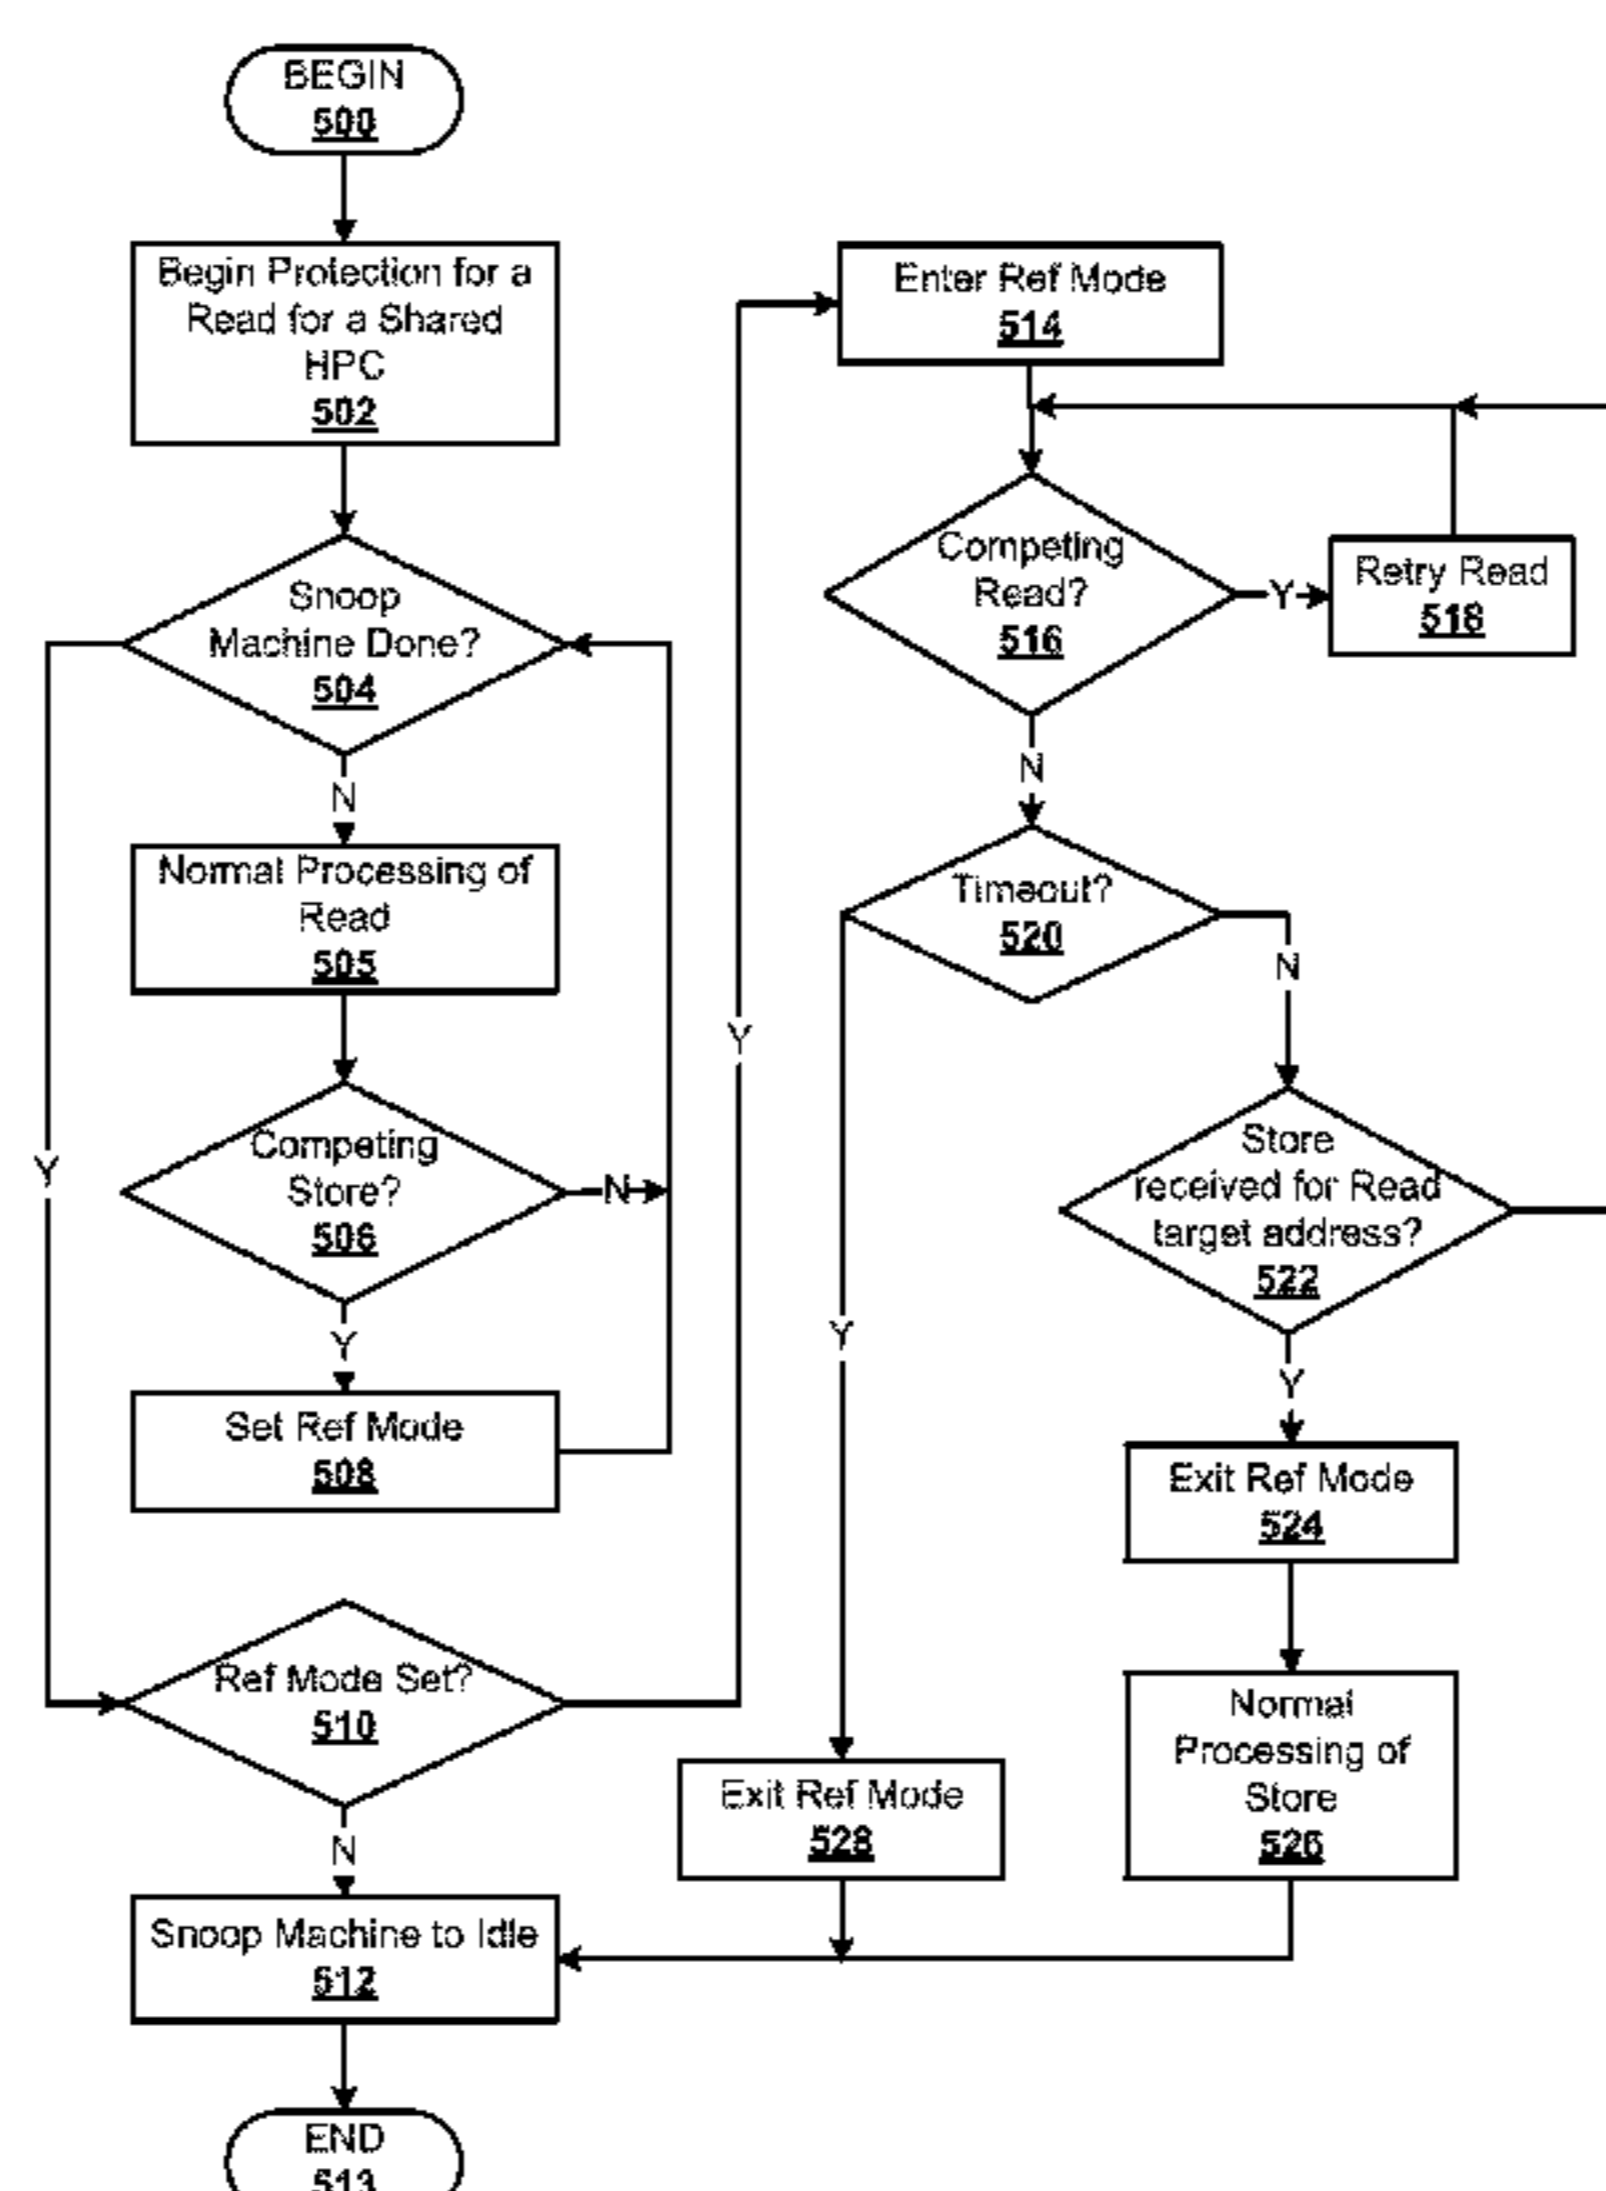 BEGIN
500
Begin Protection for a
Read for a Shared
HPC
502
Snoop
Machine Done?
504
N
Y
Normal Processing of
Read
505
Competing
Store?
506
N
Y
Set Ref Mode
508
Ref Mode Set?
510
Y
N
Snoop Machine to Idle
512
END
513
Enter Ref Mode
514
Competing
Read?
516
Y
Retry Read
518
N
Timeout?
520
N
Y
Store
received for Read
target address?
522
Y
Exit Ref Mode
524
Normal
Processing of
Store
526
Exit Ref Mode
528